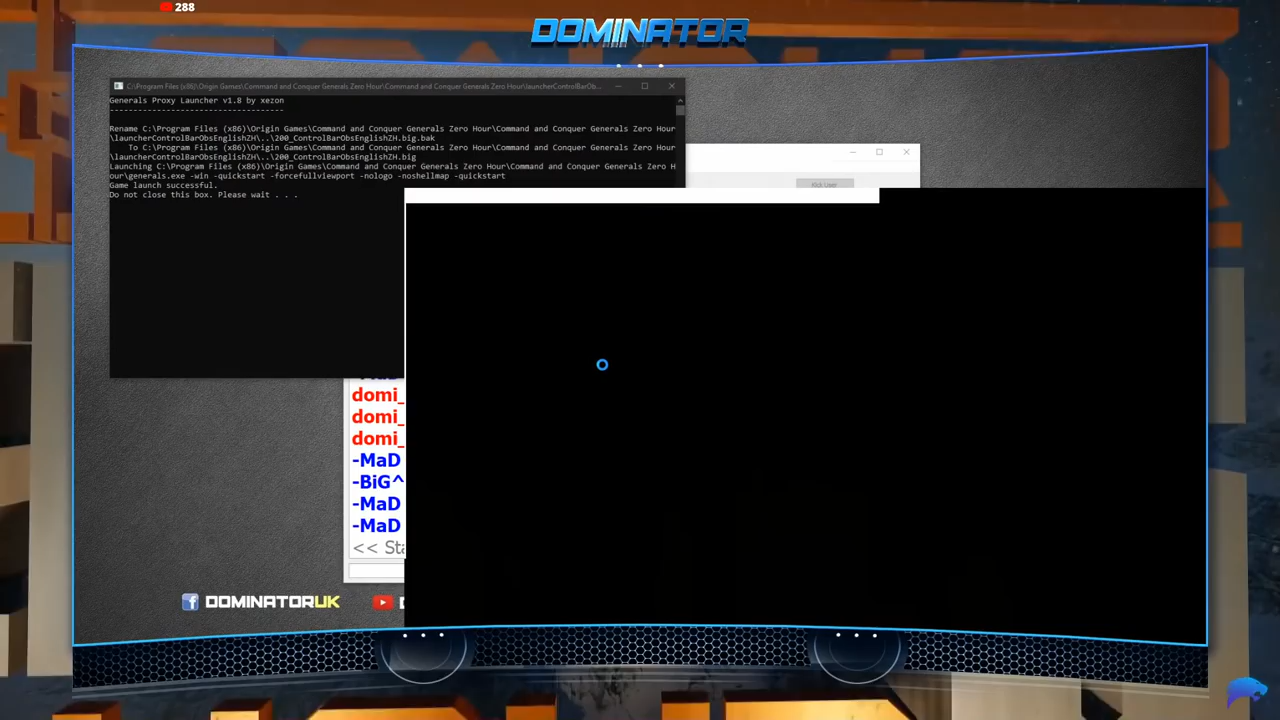 288
DOMINATOR
C:\Program Files (x86)\Origin Games\Command and Conquer Generals Zero Hour\Command and Conquer Generals Zero Hour\launcherControlBarObs...
Generals Proxy Launcher v1.8 by xezon
-------------------------------------
Rename C:\Program Files (x86)\Origin Games\Command and Conquer Generals Zero Hour\Command and Conquer Generals Zero Hour
\launcherControlBarObsEnglishZH\..\200_ControlBarObsEnglishZH.big.bak
To C:\Program Files (x86)\Origin Games\Command and Conquer Generals Zero Hour\Command and Conquer Generals Zero Hour
\launcherControlBarObsEnglishZH\..\200_ControlBarObsEnglishZH.big
Launching C:\Program Files (x86)\Origin Games\Command and Conquer Generals Zero Hour\Command and Conquer Generals Zero H
our\generals.exe -win -quickstart -forcefullviewport -nologo -noshellmap -quickstart
Game launch successful.
Do not close this box. Please wait . . .
Kick User
domi_
domi_
domi_
-MaD
-BiG^
-MaD
-MaD
<< Sta
DOMINATORUK